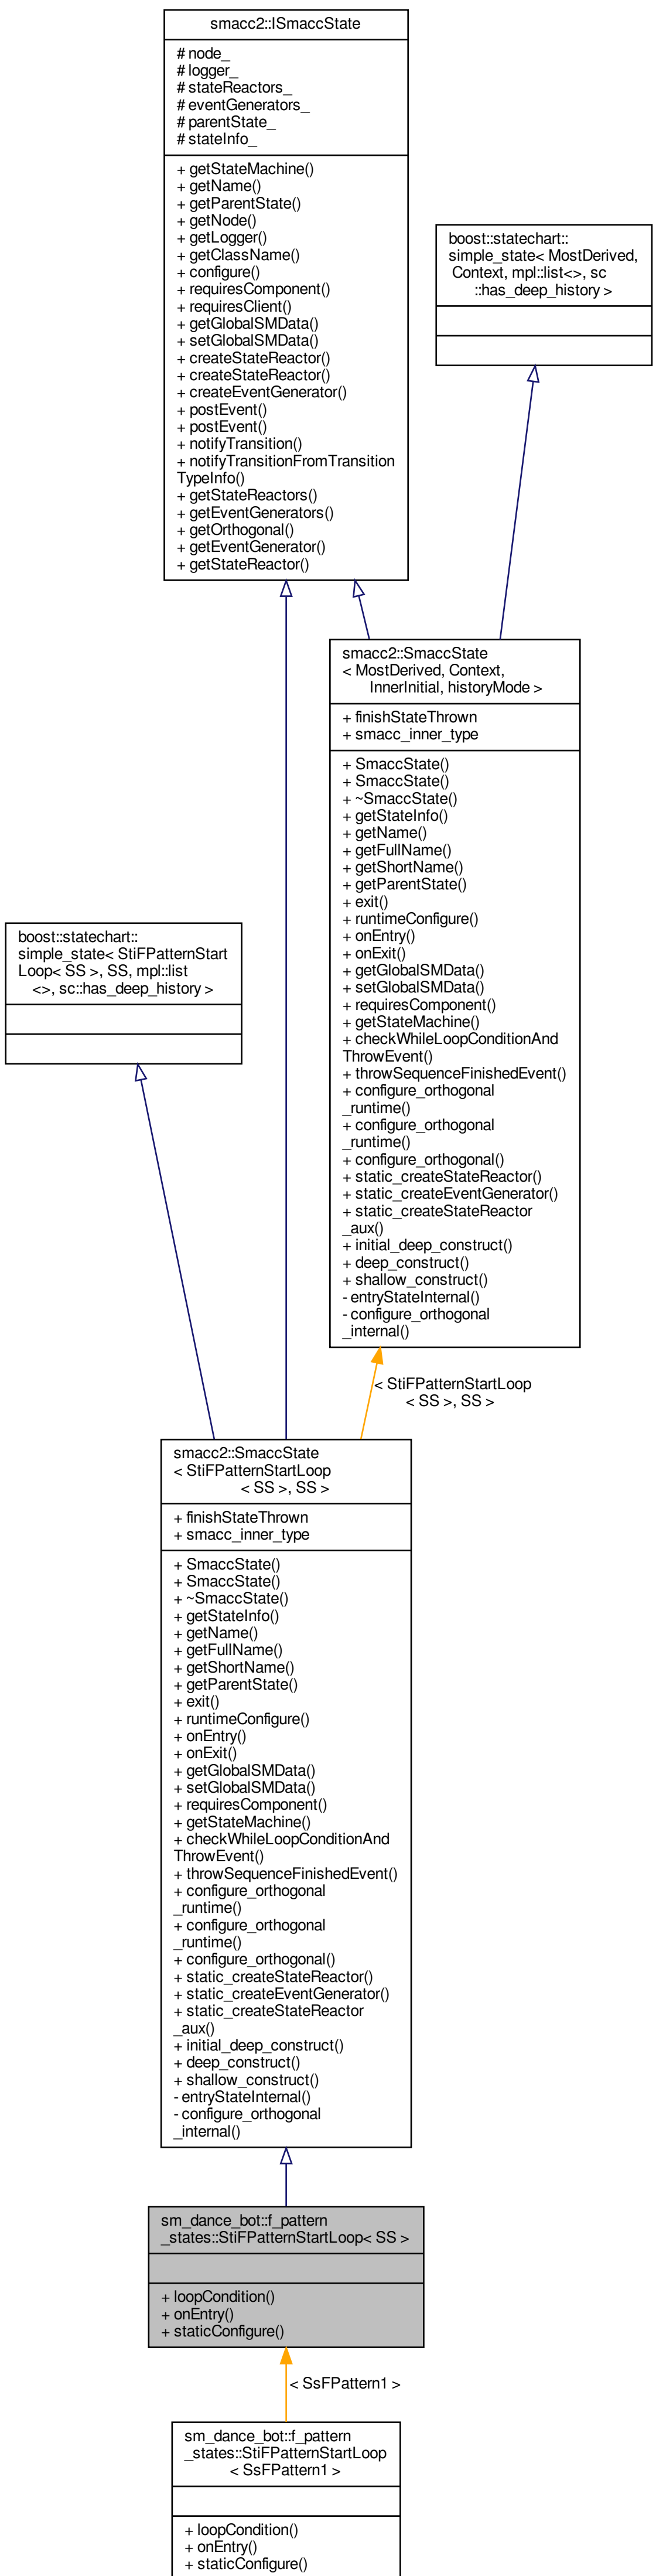 smacc2::ISmaccState
# node_
# logger_
# stateReactors_
# eventGenerators_
# parentState_
# stateInfo_
+ getStateMachine()
+ getName()
+ getParentState()
+ getNode()
+ getLogger()
+ getClassName()
+ configure()
+ requiresComponent()
+ requiresClient()
+ getGlobalSMData()
+ setGlobalSMData()
+ createStateReactor()
+ createStateReactor()
+ createEventGenerator()
+ postEvent()
+ postEvent()
+ notifyTransition()
+ notifyTransitionFromTransition
TypeInfo()
+ getStateReactors()
+ getEventGenerators()
+ getOrthogonal()
+ getEventGenerator()
+ getStateReactor()
boost::statechart::
simple_state< MostDerived,
Context, mpl::list<>, sc
::has_deep_history >
smacc2::SmaccState
< MostDerived, Context,
InnerInitial, historyMode >
+ finishStateThrown
+ smacc_inner_type
+ SmaccState()
+ SmaccState()
+ ~SmaccState()
+ getStateInfo()
+ getName()
+ getFullName()
+ getShortName()
+ getParentState()
+ exit()
+ runtimeConfigure()
+ onEntry()
+ onExit()
+ getGlobalSMData()
+ setGlobalSMData()
+ requiresComponent()
+ getStateMachine()
+ checkWhileLoopConditionAnd
ThrowEvent()
+ throwSequenceFinishedEvent()
+ configure_orthogonal
_runtime()
+ configure_orthogonal
_runtime()
+ configure_orthogonal()
+ static_createStateReactor()
+ static_createEventGenerator()
+ static_createStateReactor
_aux()
+ initial_deep_construct()
+ deep_construct()
+ shallow_construct()
- entryStateInternal()
- configure_orthogonal
_internal()
boost::statechart::
simple_state< StiFPatternStart
Loop< SS >, SS, mpl::list
<>, sc::has_deep_history >
< StiFPatternStartLoop
< SS >, SS >
smacc2::SmaccState
< StiFPatternStartLoop
< SS >, SS >
+ finishStateThrown
+ smacc_inner_type
+ SmaccState()
+ SmaccState()
+ ~SmaccState()
+ getStateInfo()
+ getName()
+ getFullName()
+ getShortName()
+ getParentState()
+ exit()
+ runtimeConfigure()
+ onEntry()
+ onExit()
+ getGlobalSMData()
+ setGlobalSMData()
+ requiresComponent()
+ getStateMachine()
+ checkWhileLoopConditionAnd
ThrowEvent()
+ throwSequenceFinishedEvent()
+ configure_orthogonal
_runtime()
+ configure_orthogonal
_runtime()
+ configure_orthogonal()
+ static_createStateReactor()
+ static_createEventGenerator()
+ static_createStateReactor
_aux()
+ initial_deep_construct()
+ deep_construct()
+ shallow_construct()
- entryStateInternal()
- configure_orthogonal
_internal()
sm_dance_bot::f_pattern
_states::StiFPatternStartLoop< SS >
+ loopCondition()
+ onEntry()
+ staticConfigure()
< SsFPattern1 >
sm_dance_bot::f_pattern
_states::StiFPatternStartLoop
< SsFPattern1 >
+ loopCondition()
+ onEntry()
+ staticConfigure()